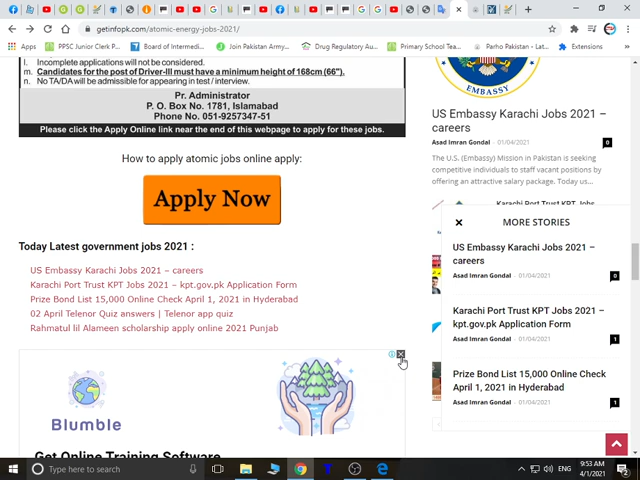 getinfopk.com/atomic-energy-jobs-2021/
Apps
PPSC Junior Clerk P...
Board of Intermedi...
Join Pakistan Army...
Drug Regulatory Au...
Primary School Tea...
Parho Pakistan - O...
Extensions
l. Incomplete applications will not be considered.
m. Candidates for the post of Driver-III must have a minimum height of 168cm (66").
n. No TA/DA will be admissible for appearing in test / interview.
Pr. Administrator
P. O. Box No. 1781, Islamabad
Phone No. 051-9257347-51
Please click the Apply Online link near the end of this webpage to apply for these jobs.
How to apply atomic jobs online apply:
Apply Now
Today Latest government jobs 2021 :
US Embassy Karachi Jobs 2021 – careers
Karachi Port Trust KPT Jobs 2021 – kpt.gov.pk Application Form
Prize Bond List 15,000 Online Check April 1, 2021 in Hyderabad
02 April Telenor Quiz answers | Telenor app quiz
Rahmatul lil Alameen scholarship apply online 2021 Punjab
Blumble
Get Online Training Software
EMBASSY
US Embassy Karachi Jobs 2021 –
careers
Asad Imran Gondal - 01/04/2021
0
The U.S. (Embassy) Mission in Pakistan is seeking
competitive individuals to staff vacant positions by
offering an attractive salary package. Today us...
Karachi Port Trust KPT Jobs
MORE STORIES
US Embassy Karachi Jobs 2021 –
careers
Asad Imran Gondal - 01/04/2021
0
Karachi Port Trust KPT Jobs 2021 –
kpt.gov.pk Application Form
Asad Imran Gondal - 01/04/2021
1
Prize Bond List 15,000 Online Check
April 1, 2021 in Hyderabad
Asad Imran Gondal - 01/04/2021
1
Type here to search
ENG
9:53 AM
4/1/2021
2